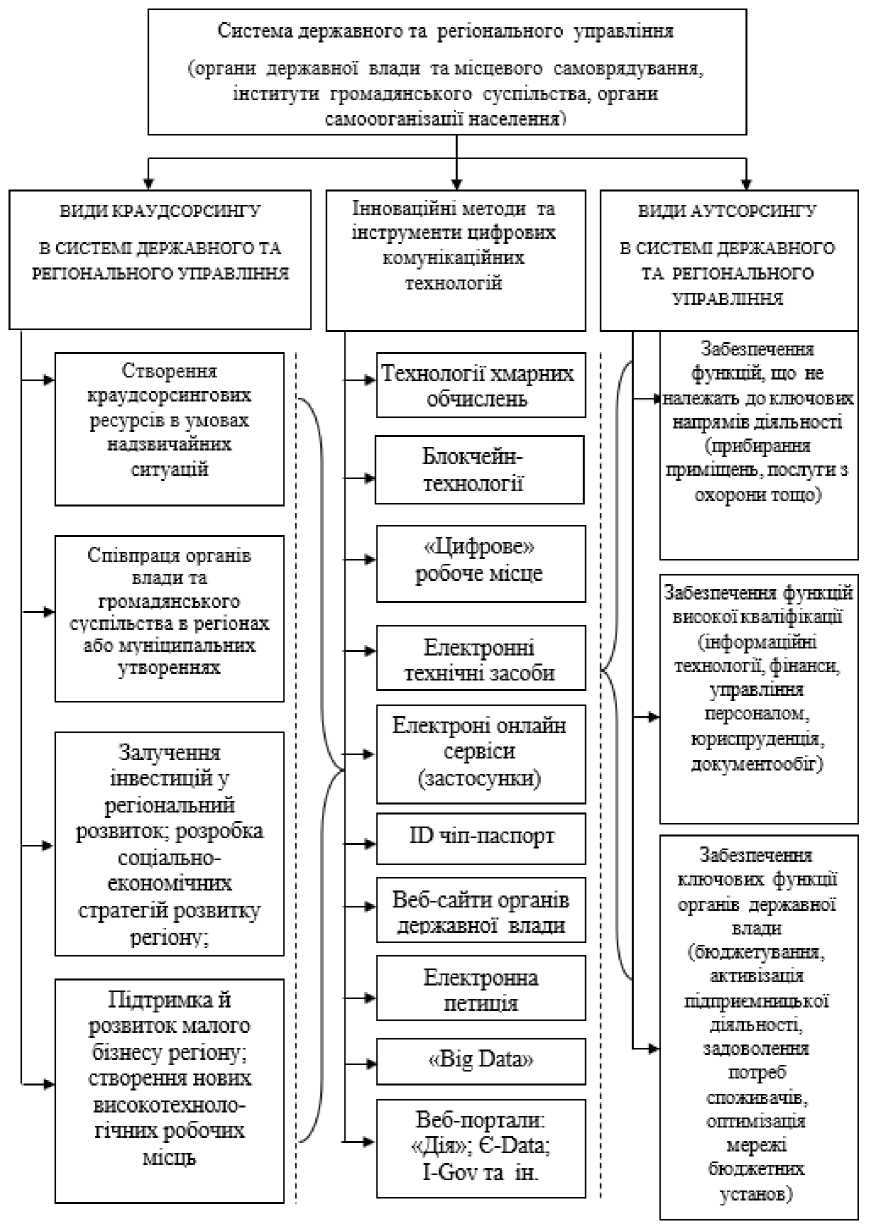 Система державного та регіонального управління
(органи державної влади та місцевого самоврядування,
інститути громадянського суспільства, органи
самоорганізації населення)
ВИДИ КРАУДСОРСИНГУ
В СИСТЕМІ ДЕРЖАВНОГО ТА
РЕГІОНАЛЬНОГО УПРАВЛІННЯ
Створення
краудсорсингових
ресурсів в умовах
надзвичайних
ситуацій
Співпраця органів
влади та
громадянського
суспільства в регіонах
або муніципальних
утвореннях
Залучення
інвестицій у
регіональний
розвиток; розробка
соціально-
економічних
стратегій розвитку
регіону;
Підтримка й
розвиток малого
бізнесу регіону;
створення нових
високотехноло-
гічних робочих
місць
Інноваційні методи та
інструменти цифрових
комунікаційних
технологій
Технології хмарних
обчислень
Блокчейн-
технології
«Цифрове»
робоче місце
Електронні
технічні засоби
Електроні онлайн
сервіси
(застосунки)
ID чіп-паспорт
Веб-сайти органів
державної влади
Електронна
петиція
«Big Data»
Веб-портали:
«Дія»; Є-Data;
I-Gov та ін.
ВИДИ АУТСОРСИНГУ
В СИСТЕМІ ДЕРЖАВНОГО
ТА РЕГІОНАЛЬНОГО
УПРАВЛІННЯ
Забезпечення
функцій, що не
належать до ключових
напрямів діяльності
(прибирання
приміщень, послуги з
охорони тощо)
Забезпечення функцій
високої кваліфікації
(інформаційні
технології, фінанси,
управління
персоналом,
юриспруденція,
документообіг)
Забезпечення
ключових функції
органів державної
влади
(бюджетування,
активізація
підприємницької
діяльності,
задоволення
потреб
споживачів,
оптимізація
мережі
бюджетних
установ)